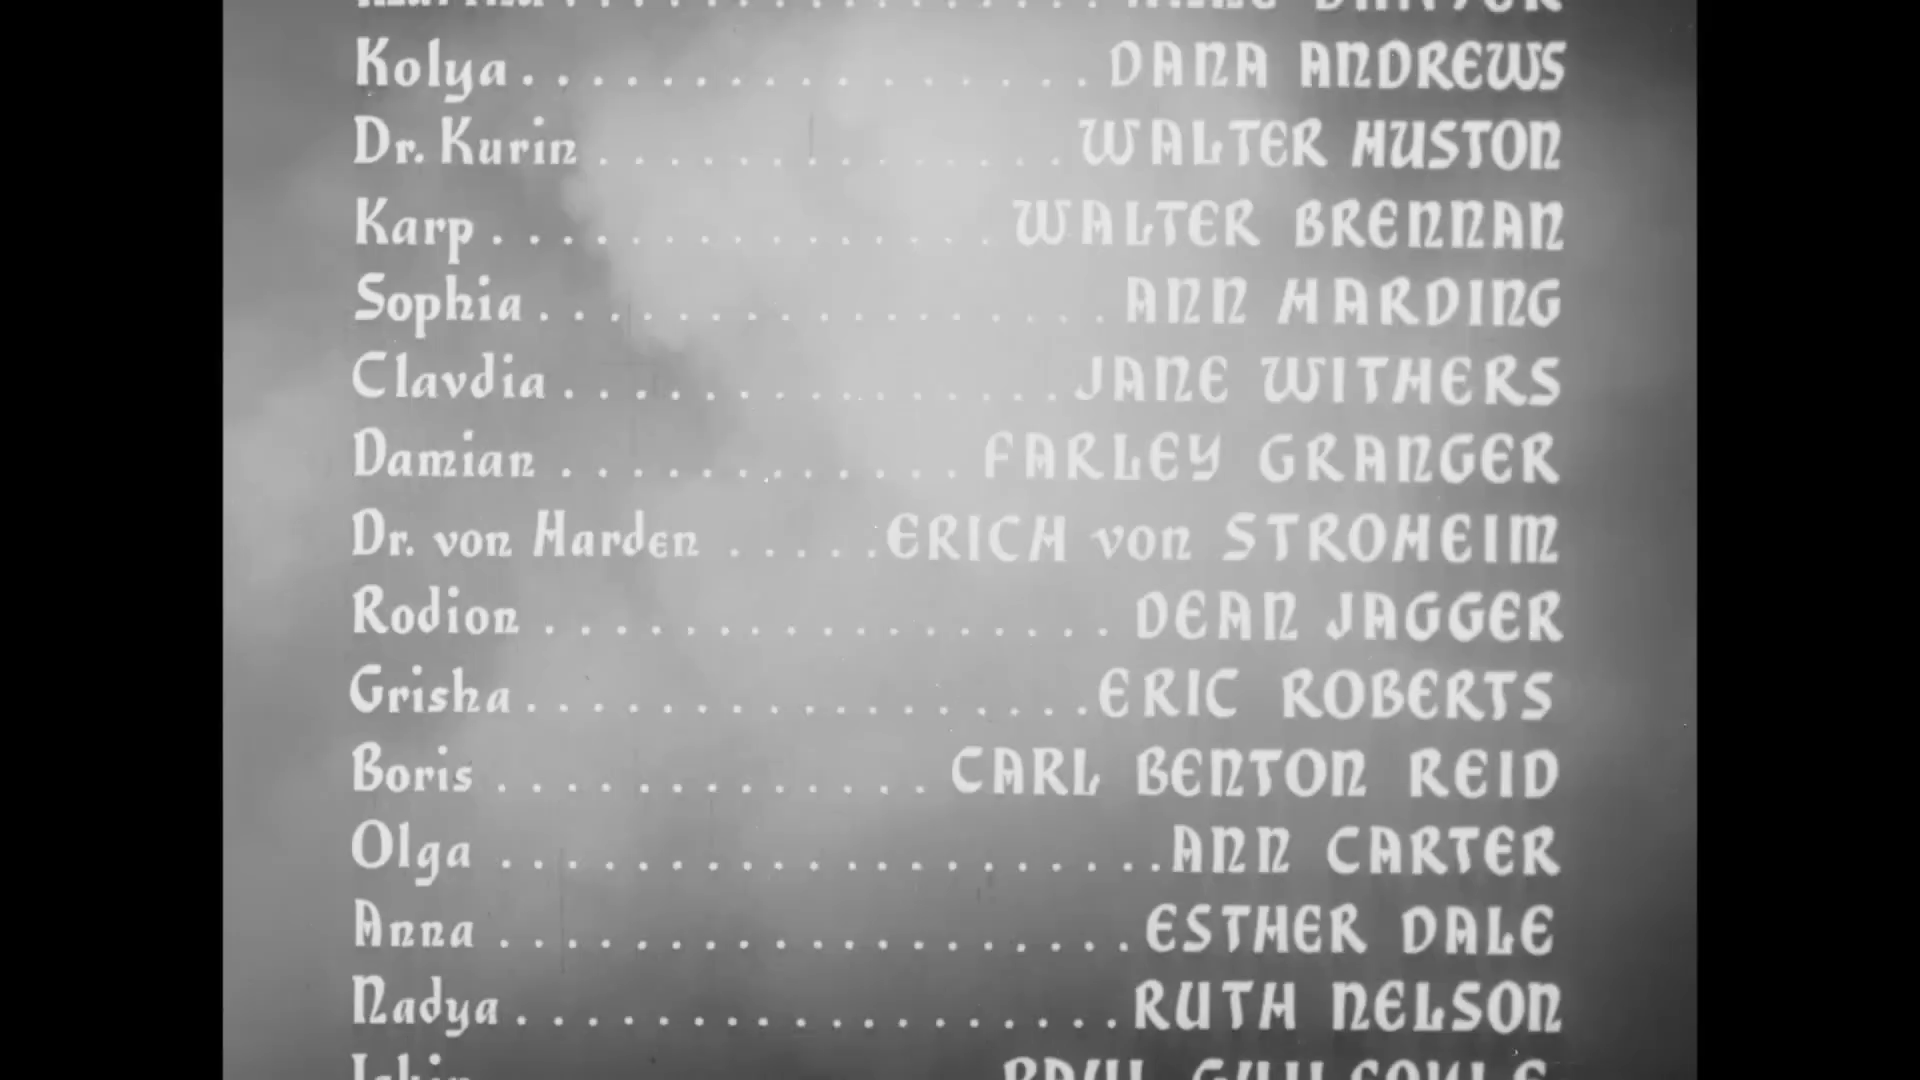 Kolya. . . . . . . . . . . . . . . . . DANA ANDREWS
Dr. Kurin . . . . . . . . . . . . . . WALTER HUSTON
Karp . . . . . . . . . . . . . . . WALTER BRENNAN
Sophia . . . . . . . . . . . . . . . . . ANN HARDING
Clavdia . . . . . . . . . . . . . . . JANE WITHERS
Damian . . . . . . . . . . . . FARLEY GRANGER
Dr. von Harden . . . . . ERICH von STROHEIM
Rodion . . . . . . . . . . . . . . . . . DEAN JAGGER
Grisha . . . . . . . . . . . . . . . . . ERIC ROBERTS
Boris . . . . . . . . . . . . . CARL BENTON REID
Olga . . . . . . . . . . . . . . . . . . . . ANN CARTER
Anna . . . . . . . . . . . . . . . . . . . ESTHER DALE
Nadya . . . . . . . . . . . . . . . . . . RUTH NELSON